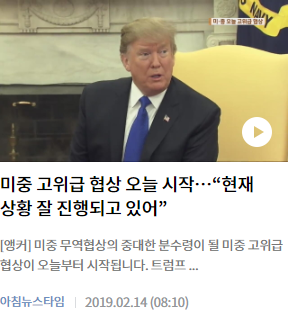 미·중 오늘 고위급 협상
NAVY
미중 고위급 협상 오늘 시작…“현재
상황 잘 진행되고 있어”
[앵커] 미중 무역협상의 중대한 분수령이 될 미중 고위급
협상이 오늘부터 시작됩니다. 트럼프 ...
아침뉴스타임 | 2019.02.14 (08:10)